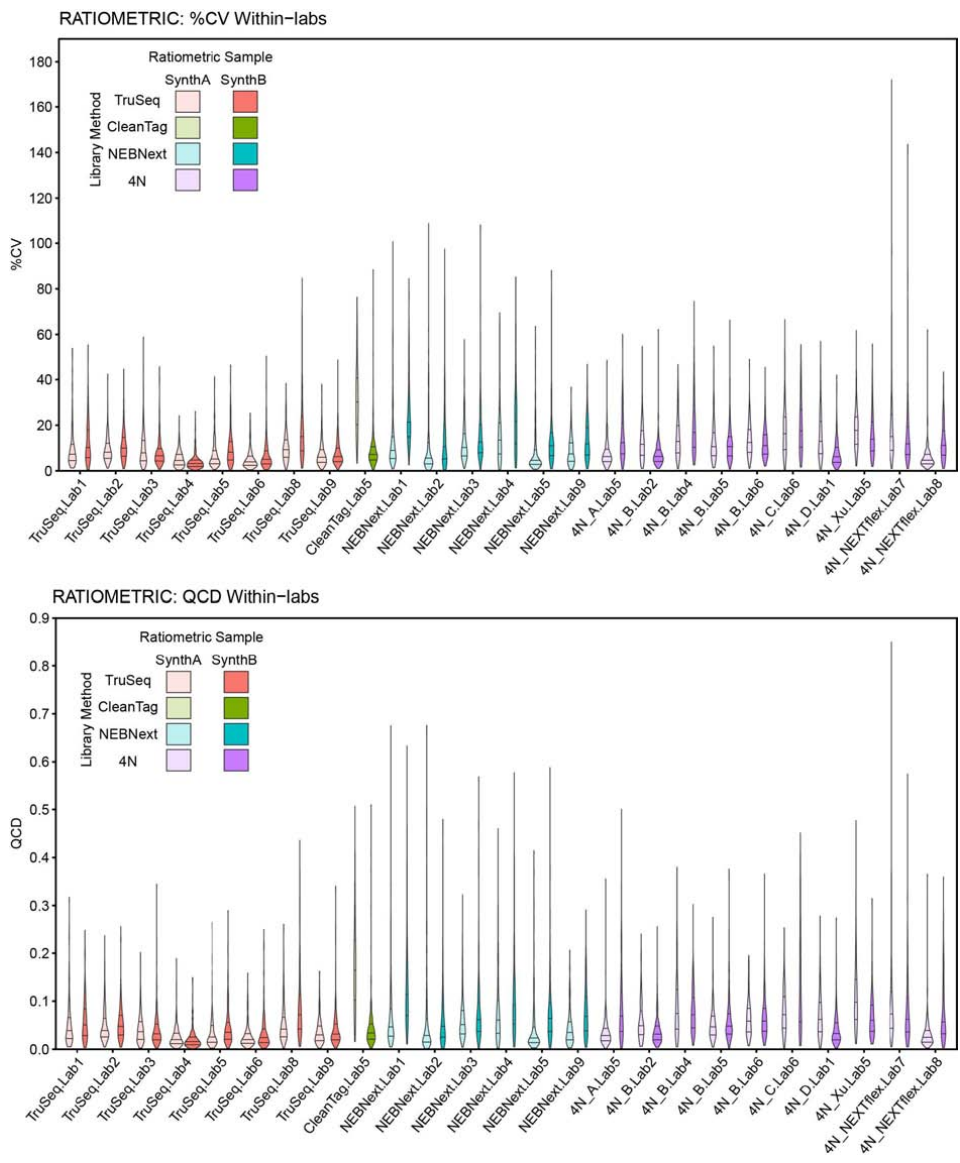 RATIOMETRIC: %CV Within-labs
180
160
140
120
100
80
60
40
20
0
%CV
Ratiometric Sample
SynthA SynthB
Library Method
TruSeq
CleanTag
NEBNext
4N
TruSeq.Lab1
TruSeq.Lab2
TruSeq.Lab3
TruSeq.Lab4
TruSeq.Lab5
TruSeq.Lab6
TruSeq.Lab8
TruSeq.Lab9
CleanTag.Lab5
NEBNext.Lab1
NEBNext.Lab2
NEBNext.Lab3
NEBNext.Lab4
NEBNext.Lab5
NEBNext.Lab9
4N_A.Lab5
4N_B.Lab2
4N_B.Lab4
4N_B.Lab5
4N_B.Lab6
4N_C.Lab6
4N_D.Lab1
4N_Xu.Lab5
4N_NEXTflex.Lab7
4N_NEXTflex.Lab8
RATIOMETRIC: QCD Within-labs
0.9
0.8
0.7
0.6
0.5
0.4
0.3
0.2
0.1
0.0
QCD
Ratiometric Sample
SynthA SynthB
Library Method
TruSeq
CleanTag
NEBNext
4N
TruSeq.Lab1
TruSeq.Lab2
TruSeq.Lab3
TruSeq.Lab4
TruSeq.Lab5
TruSeq.Lab6
TruSeq.Lab8
TruSeq.Lab9
CleanTag.Lab5
NEBNext.Lab1
NEBNext.Lab2
NEBNext.Lab3
NEBNext.Lab4
NEBNext.Lab5
NEBNext.Lab9
4N_A.Lab5
4N_B.Lab2
4N_B.Lab4
4N_B.Lab5
4N_B.Lab6
4N_C.Lab6
4N_D.Lab1
4N_Xu.Lab5
4N_NEXTflex.Lab7
4N_NEXTflex.Lab8